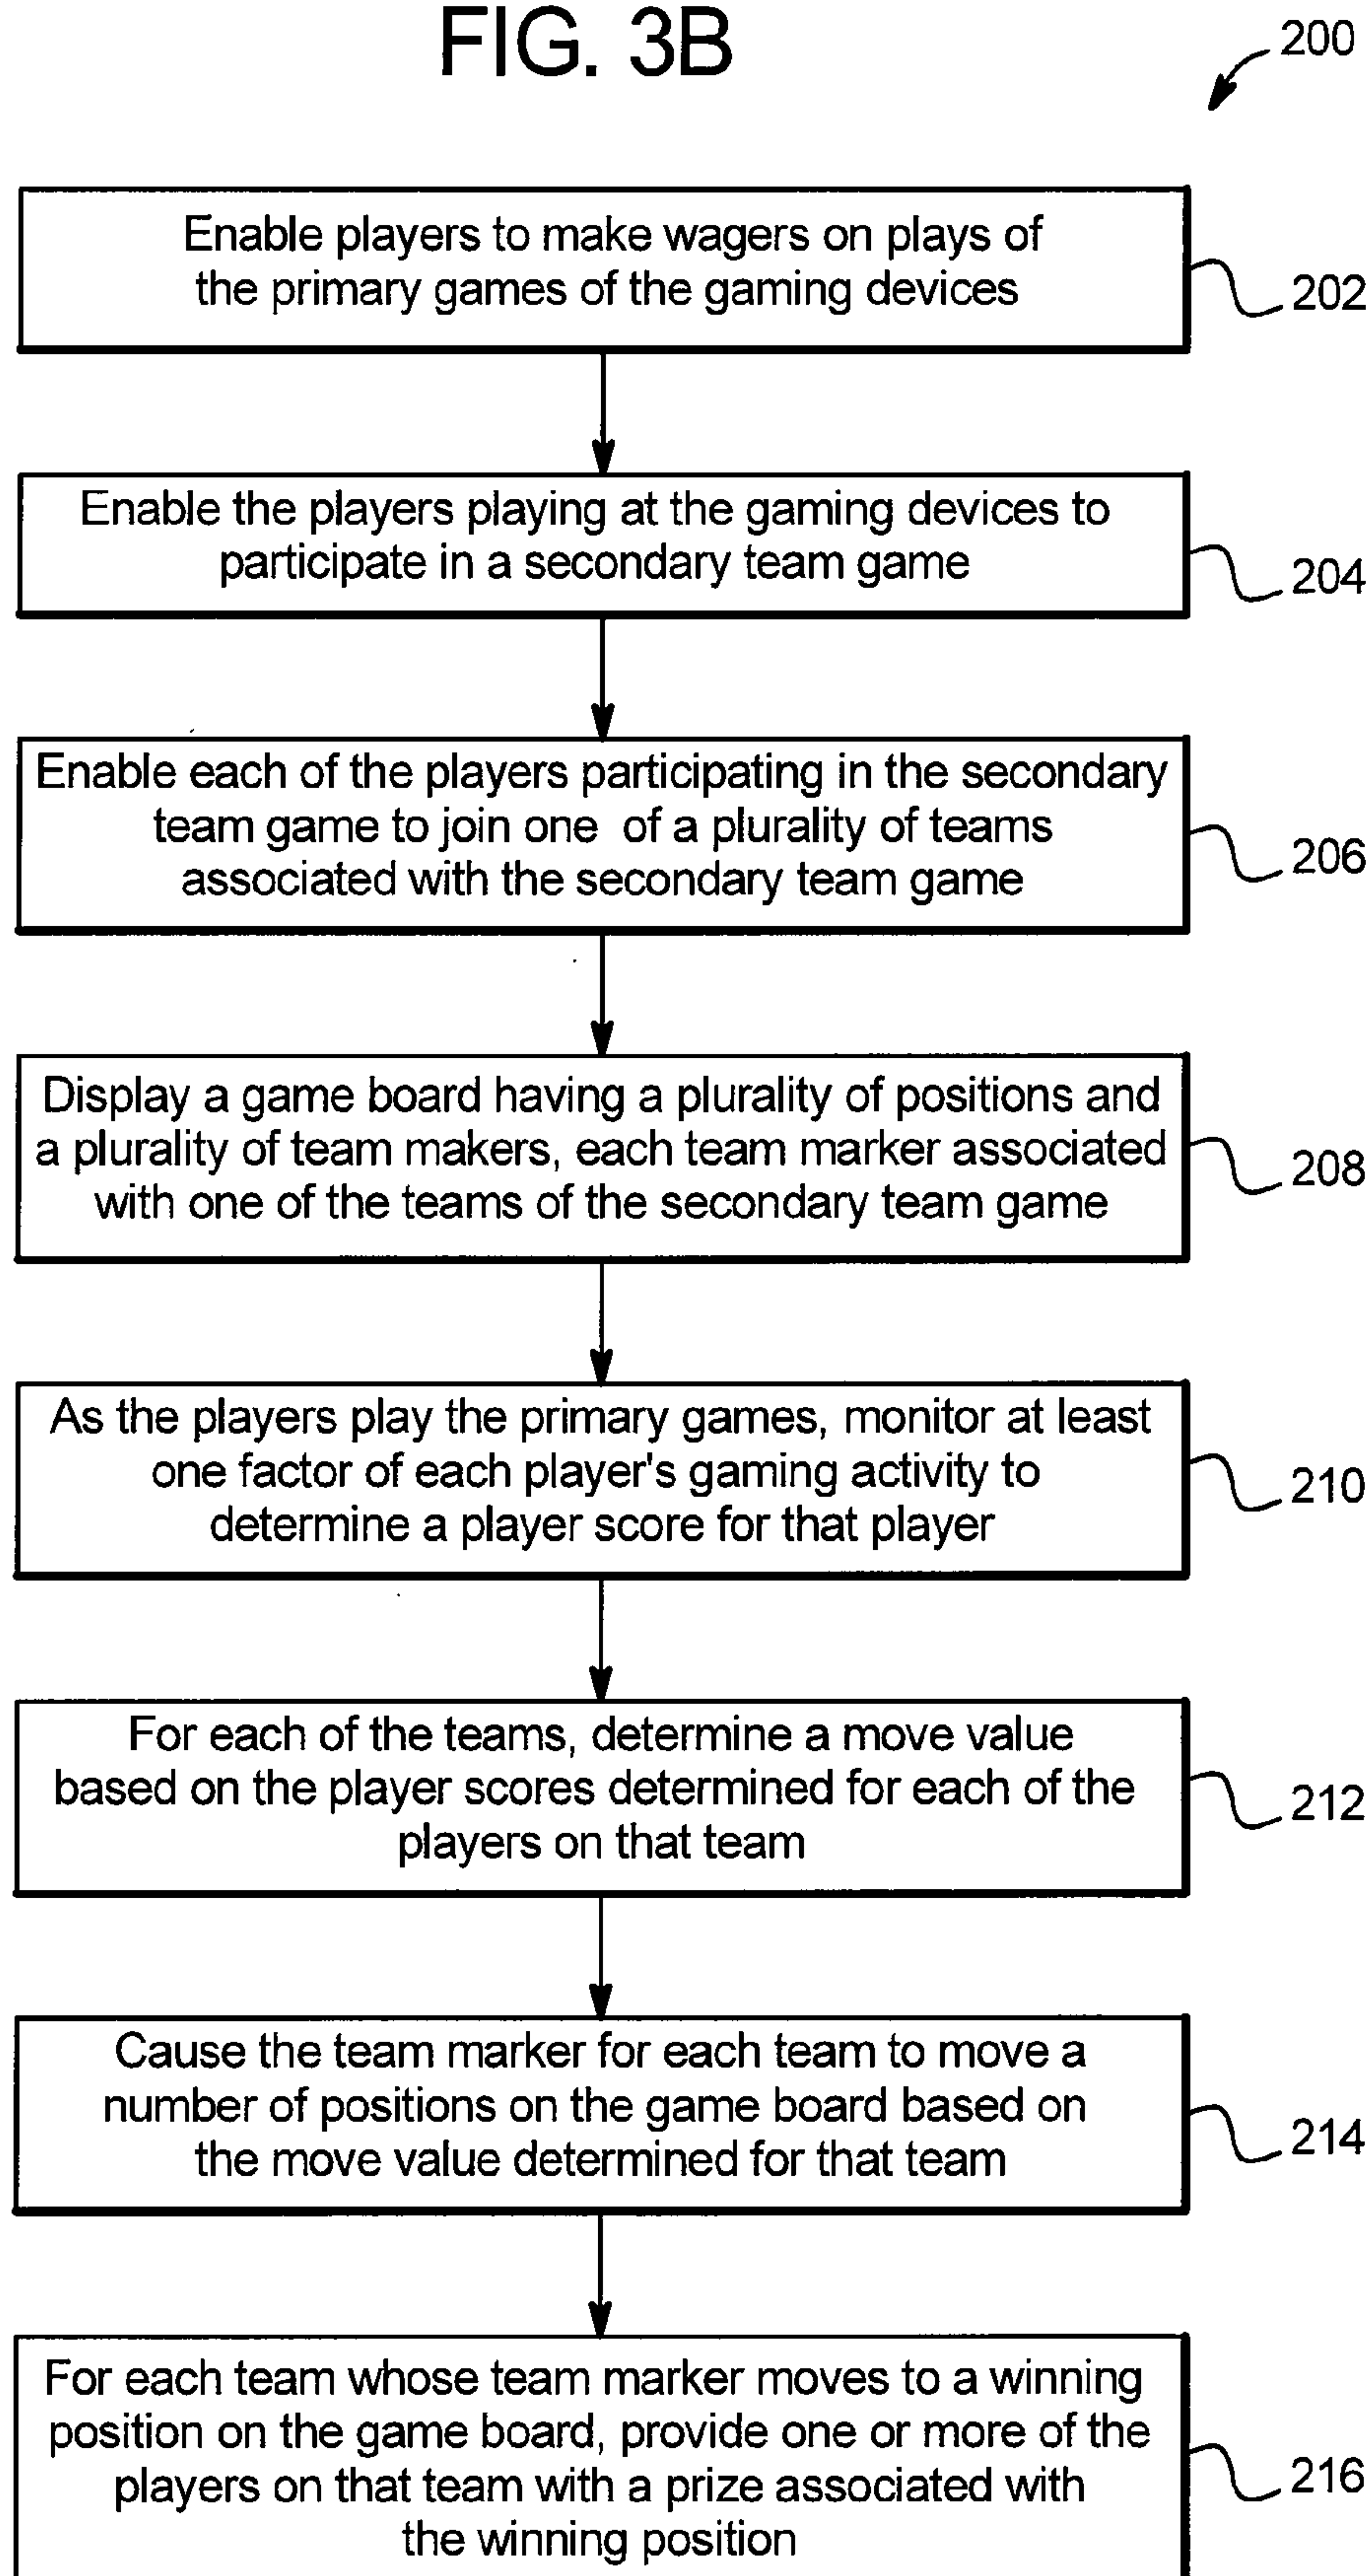 FIG. 3B
200
Enable players to make wagers on plays of
the primary games of the gaming devices
202
Enable the players playing at the gaming devices to
participate in a secondary team game
204
Enable each of the players participating in the secondary
team game to join one of a plurality of teams
associated with the secondary team game
206
Display a game board having a plurality of positions and
a plurality of team makers, each team marker associated
with one of the teams of the secondary team game
208
As the players play the primary games, monitor at least
one factor of each player's gaming activity to
determine a player score for that player
210
For each of the teams, determine a move value
based on the player scores determined for each of the
players on that team
212
Cause the team marker for each team to move a
number of positions on the game board based on
the move value determined for that team
214
For each team whose team marker moves to a winning
position on the game board, provide one or more of the
players on that team with a prize associated with
the winning position
216